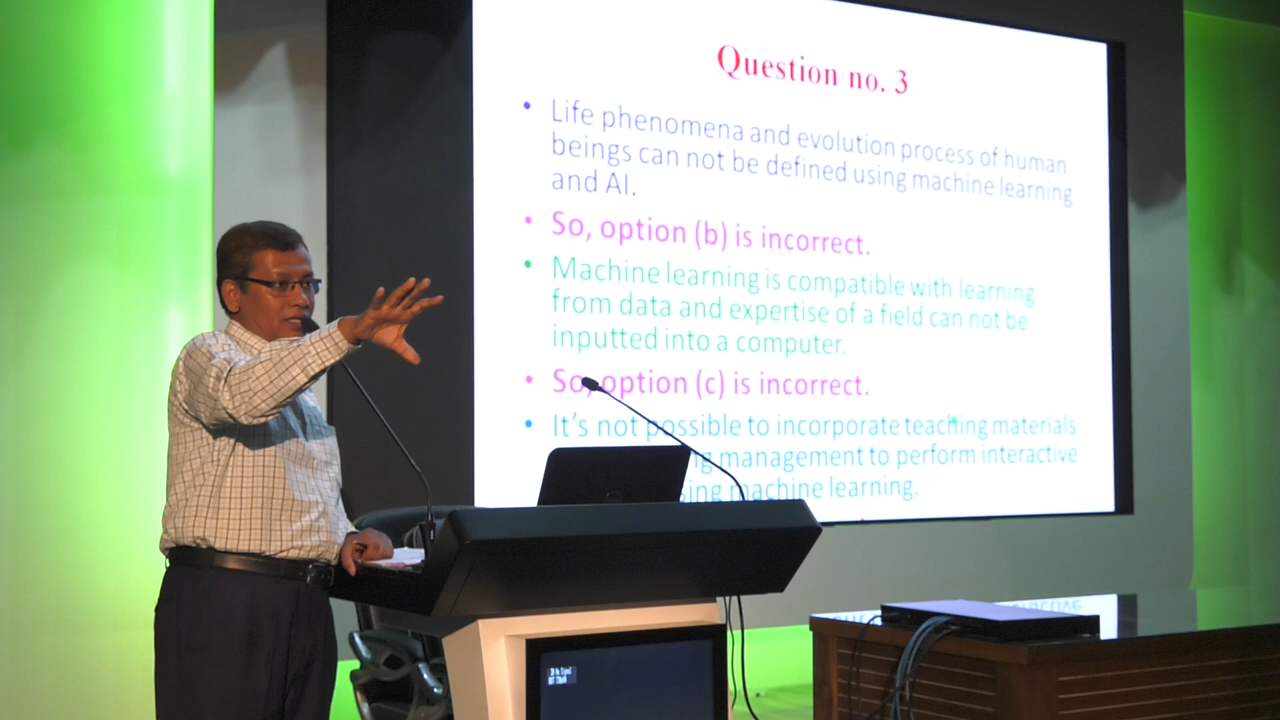 Question no. 3
• Life phenomena and evolution process of human
beings can not be defined using machine learning
and AI.
• So, option (b) is incorrect.
• Machine learning is compatible with learning
from data and expertise of a field can not be
inputted into a computer.
• So, option (c) is incorrect.
• It's not possible to incorporate teaching materials
management to perform interactive
machine learning.